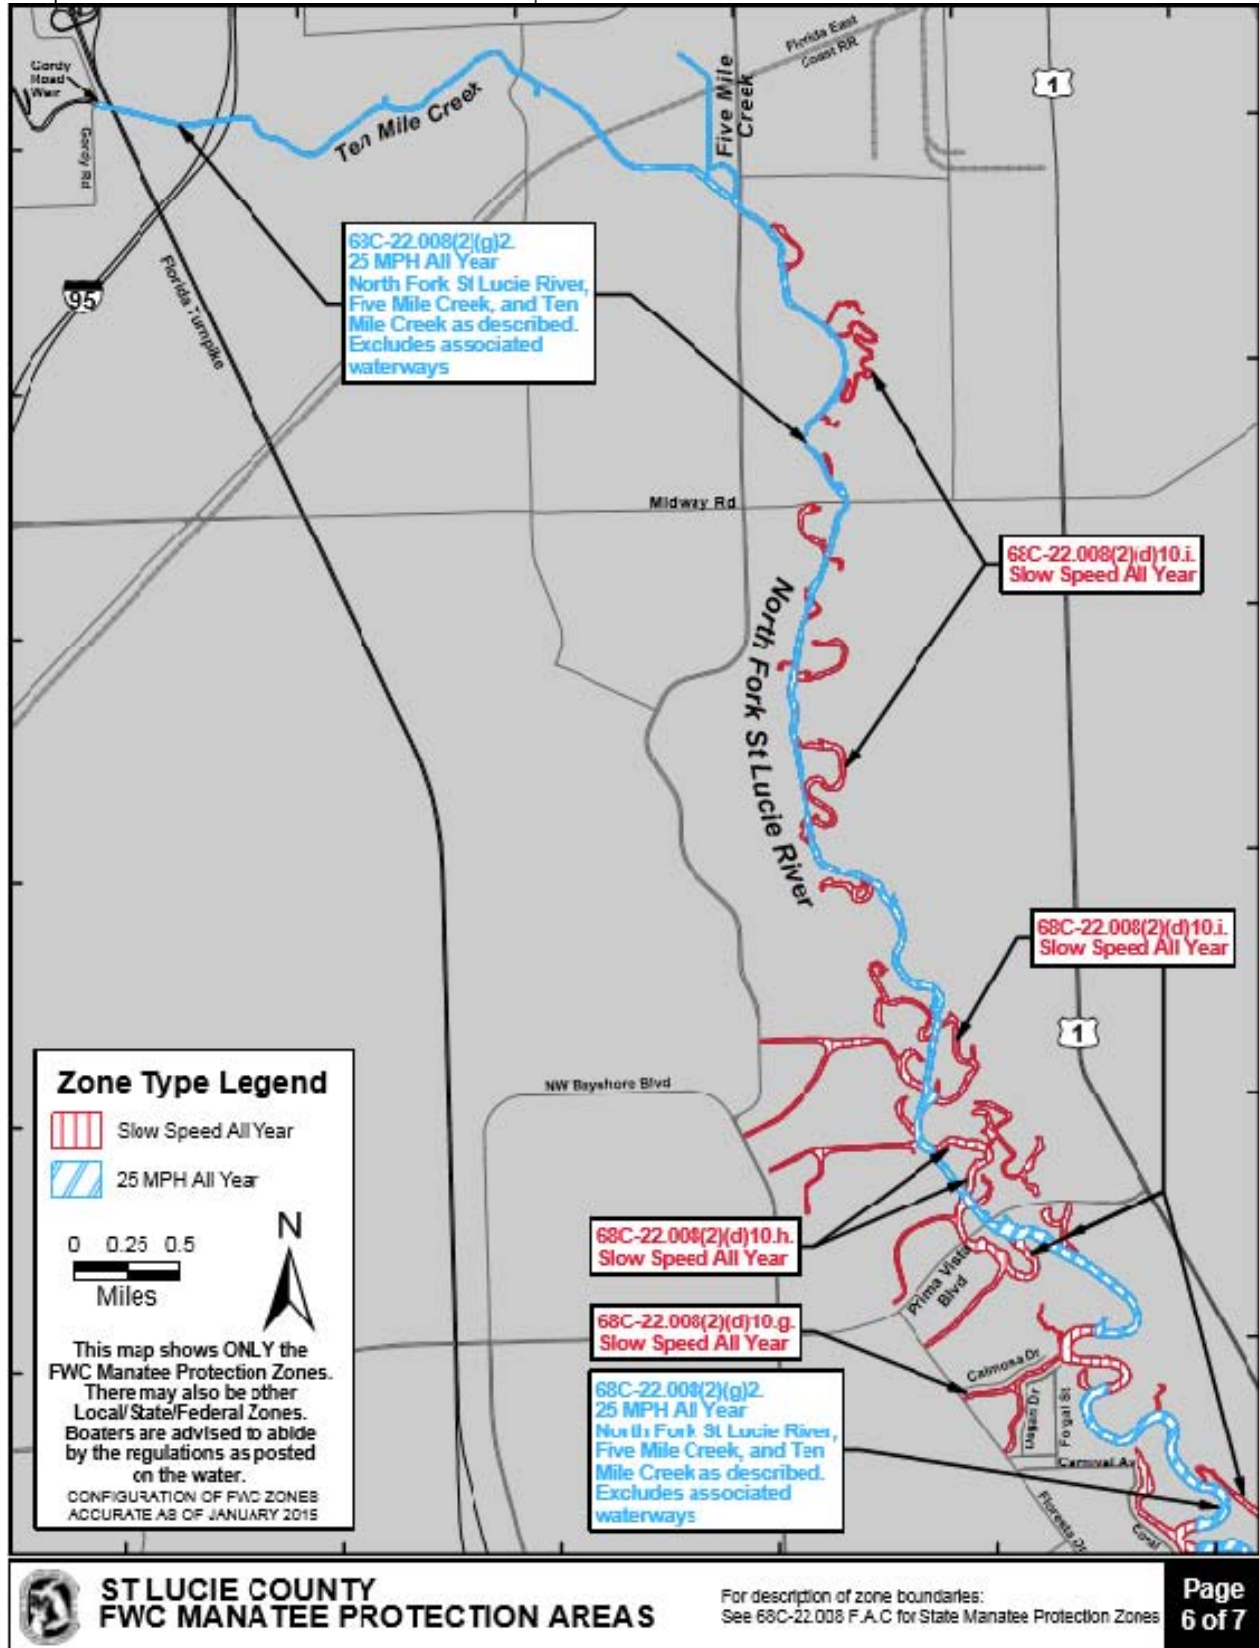 Gordy
Road
Weir
Gordy Rd
Ten Mile Creek
Five Mile
Creek
Florida East
Coast RR
1
95
Florida Turnpike
68C-22.008(2)(g)2.
25 MPH All Year
North Fork St Lucie River,
Five Mile Creek, and Ten
Mile Creek as described.
Excludes associated
waterways
Midway Rd
68C-22.008(2)(d)10.i.
Slow Speed All Year
North Fork St Lucie River
68C-22.008(2)(d)10.i.
Slow Speed All Year
1
NW Bayshore Blvd
68C-22.008(2)(d)10.h.
Slow Speed All Year
Prima Vista
Blvd
68C-22.008(2)(d)10.g.
Slow Speed All Year
Calmosa Dr
Fogal St
Carnival Av
Floresta Dr
Coral
68C-22.008(2)(g)2.
25 MPH All Year
North Fork St Lucie River,
Five Mile Creek, and Ten
Mile Creek as described.
Excludes associated
waterways
Zone Type Legend
Slow Speed All Year
25 MPH All Year
0 0.25 0.5
Miles
N
This map shows ONLY the
FWC Manatee Protection Zones.
There may also be other
Local/State/Federal Zones.
Boaters are advised to abide
by the regulations as posted
on the water.
CONFIGURATION OF FWC ZONES
ACCURATE AS OF JANUARY 2015
ST LUCIE COUNTY
FWC MANATEE PROTECTION AREAS
For description of zone boundaries:
See 68C-22.008 F.A.C for State Manatee Protection Zones
Page
6 of 7